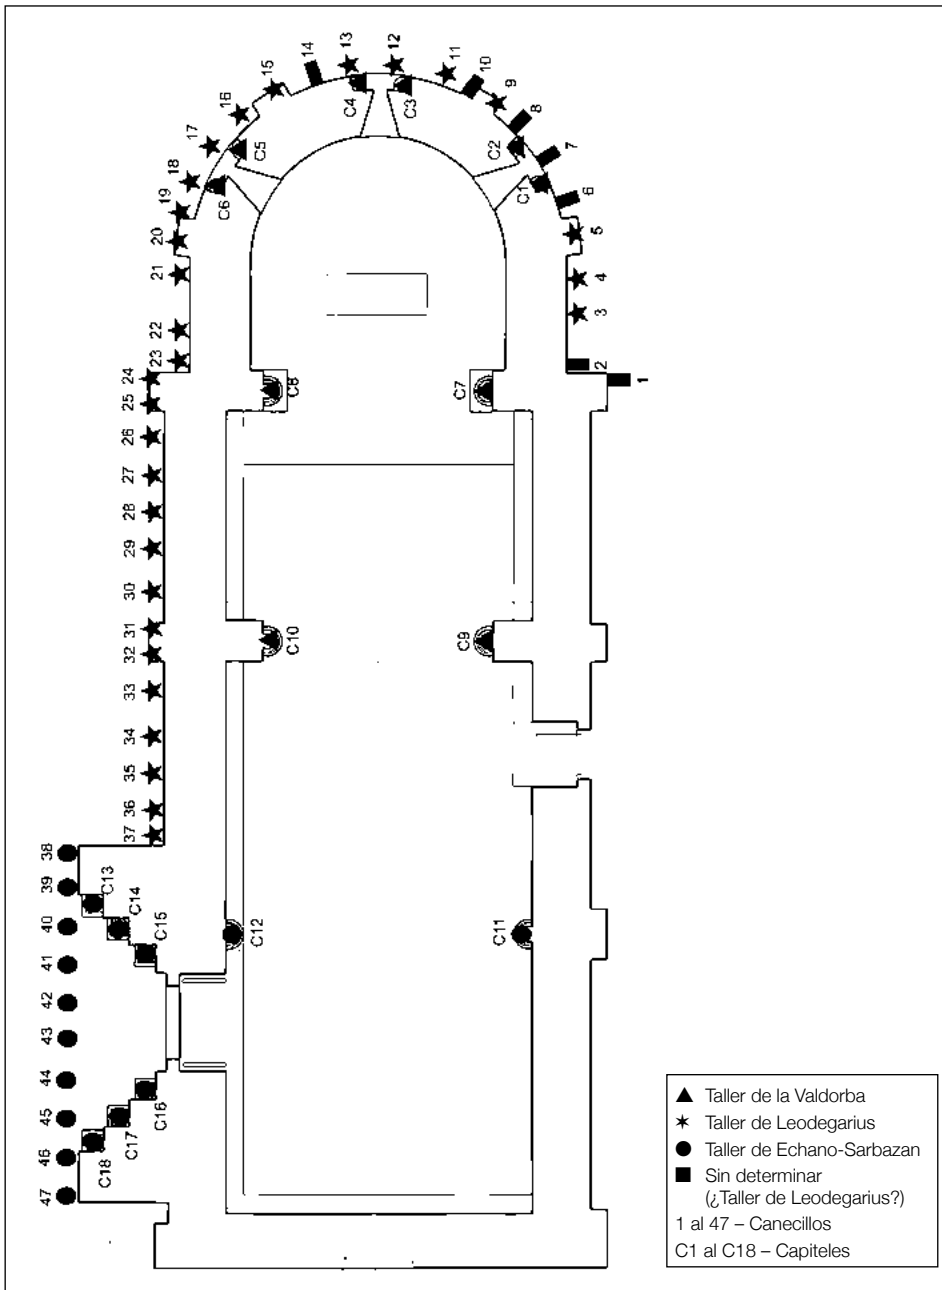 14
13
12
11
10
15
9
16
8
C4
C3
17
C5
C2
7
18
C6
C1
6
19
20
5
21
4
3
22
23
2
24
C8
C7
1
25
26
27
28
29
30
31
C10
C9
32
33
34
35
36
37
38
39
C13
40
C14
C15
C12
C11
41
42
43
44
45
C16
C17
46
C18
47
Taller de la Valdorba
Taller de Leodegarius
Taller de Echano-Sarbazan
Sin determinar
(¿Taller de Leodegarius?)
1 al 47 – Canecillos
C1 al C18 – Capiteles